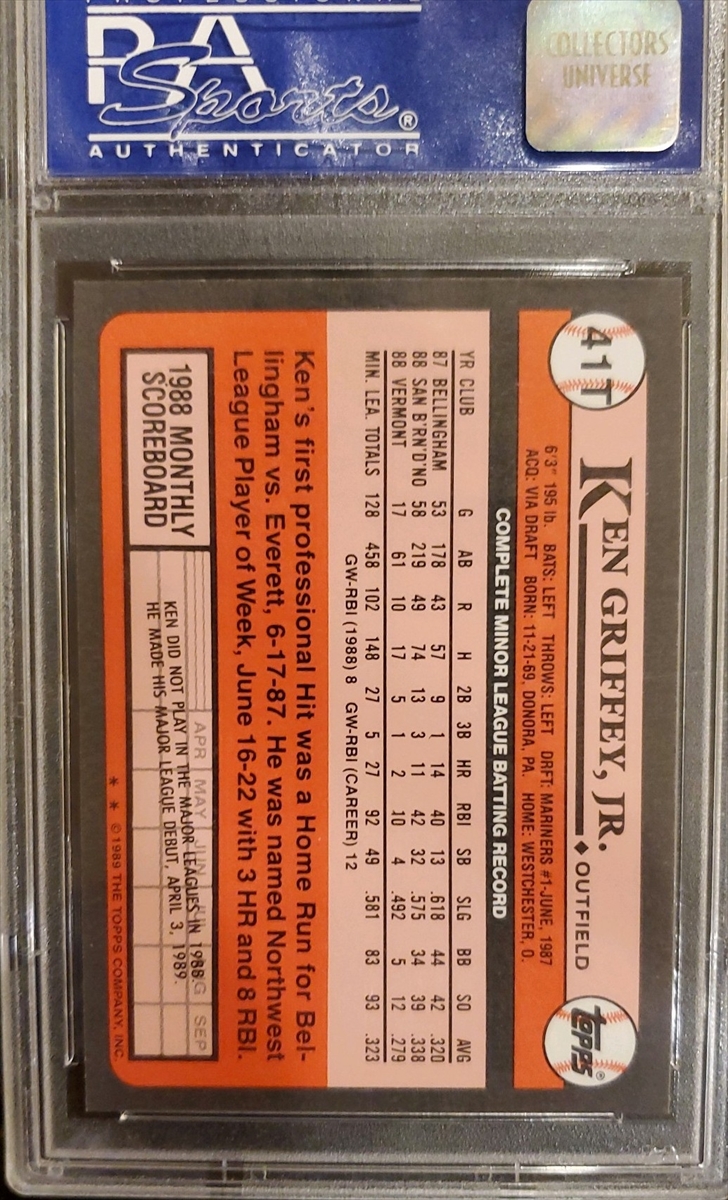 PSA
Sports®
AUTHENTICATOR
COLLECTORS
UNIVERSE
41T
KEN GRIFFEY, JR. ◆ OUTFIELD
topps®
6'3" 195 lb. BATS: LEFT THROWS: LEFT DRFT: MARINERS #1-JUNE, 1987
ACQ: VIA DRAFT BORN: 11-21-69, DONORA, PA. HOME: WESTCHESTER, O.
COMPLETE MINOR LEAGUE BATTING RECORD
YR CLUB G AB R H 2B 3B HR RBI SB SLG BB SO AVG
87 BELLINGHAM 53 178 43 57 9 1 14 40 13 .618 44 42 .320
88 SAN B'RN'D'NO 58 219 49 74 13 3 11 42 32 .575 34 39 .338
88 VERMONT 17 61 10 17 5 1 2 10 4 .492 5 12 .279
MIN. LEA. TOTALS 128 458 102 148 27 5 27 92 49 .581 83 93 .323
GW-RBI (1988) 8 GW-RBI (CAREER) 12
Ken's first professional Hit was a Home Run for Bel-
lingham vs. Everett, 6-17-87. He was named Northwest
League Player of Week, June 16-22 with 3 HR and 8 RBI.
1988 MONTHLY
SCOREBOARD
APR MAY JUN SEP
KEN DID NOT PLAY IN THE MAJOR LEAGUES IN 1988.
HE MADE HIS MAJOR LEAGUE DEBUT, APRIL 3, 1989.
* * ©1989 THE TOPPS COMPANY, INC.